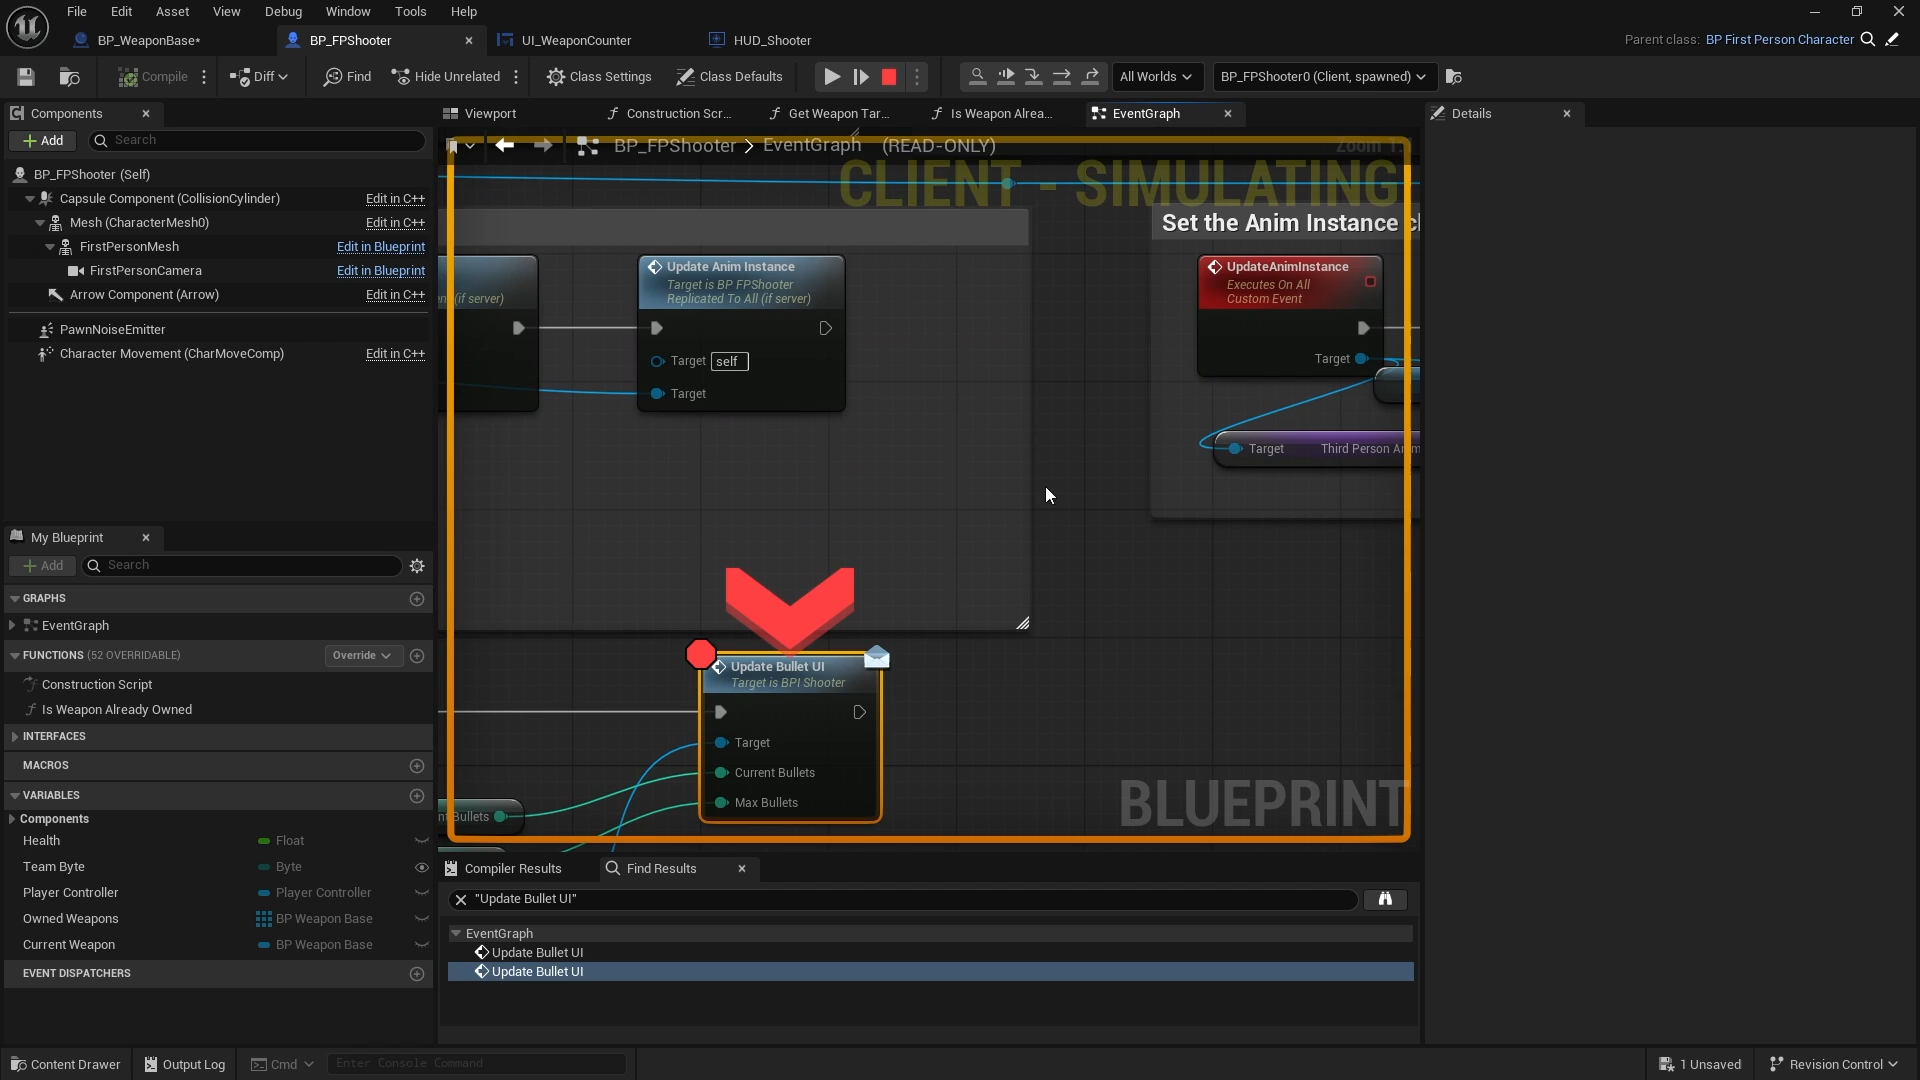 File Edit Asset View Debug Window Tools Help
BP_WeaponBase* BP_FPShooter UI_WeaponCounter HUD_Shooter Parent class: BP First Person Character
Compile Diff Find Hide Unrelated Class Settings Class Defaults All Worlds BP_FPShooter0 (Client, spawned)
Components
Add Search
BP_FPShooter (Self)
Capsule Component (CollisionCylinder) Edit in C++
Mesh (CharacterMesh0) Edit in C++
FirstPersonMesh Edit in Blueprint
FirstPersonCamera Edit in Blueprint
Arrow Component (Arrow) Edit in C++
PawnNoiseEmitter
Character Movement (CharMoveComp) Edit in C++
My Blueprint
Add Search
GRAPHS
EventGraph
FUNCTIONS (52 OVERRIDABLE) Override
Construction Script
Is Weapon Already Owned
INTERFACES
MACROS
VARIABLES
Components
Health Float
Team Byte Byte
Player Controller Player Controller
Owned Weapons BP Weapon Base
Current Weapon BP Weapon Base
EVENT DISPATCHERS
Viewport Construction Scr... Get Weapon Tar... Is Weapon Alrea... EventGraph
BP_FPShooter > EventGraph (READ-ONLY)
CLIENT - SIMULATING
(if server)
Update Anim Instance
Target is BP FPShooter
Replicated To All (if server)
Target self
Target
Set the Anim Instance
UpdateAnimInstance
Executes On All
Custom Event
Target
Target Third Person
Update Bullet UI
Target is BPI Shooter
Target
Current Bullets
Max Bullets
Bullets
BLUEPRINT
Compiler Results Find Results
"Update Bullet UI"
EventGraph
Update Bullet UI
Update Bullet UI
Details
Content Drawer Output Log Cmd Enter Console Command 1 Unsaved Revision Control